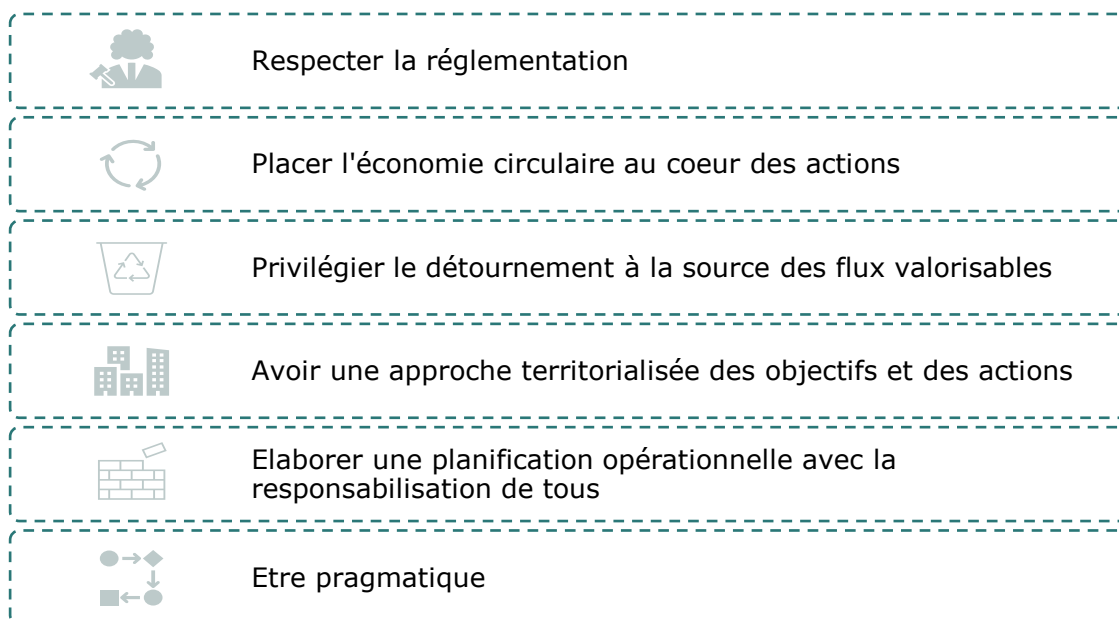 Respecter la réglementation
Placer l'économie circulaire au coeur des actions
Privilégier le détournement à la source des flux valorisables
Avoir une approche territorialisée des objectifs et des actions
Elaborer une planification opérationnelle avec la
responsabilisation de tous
Etre pragmatique